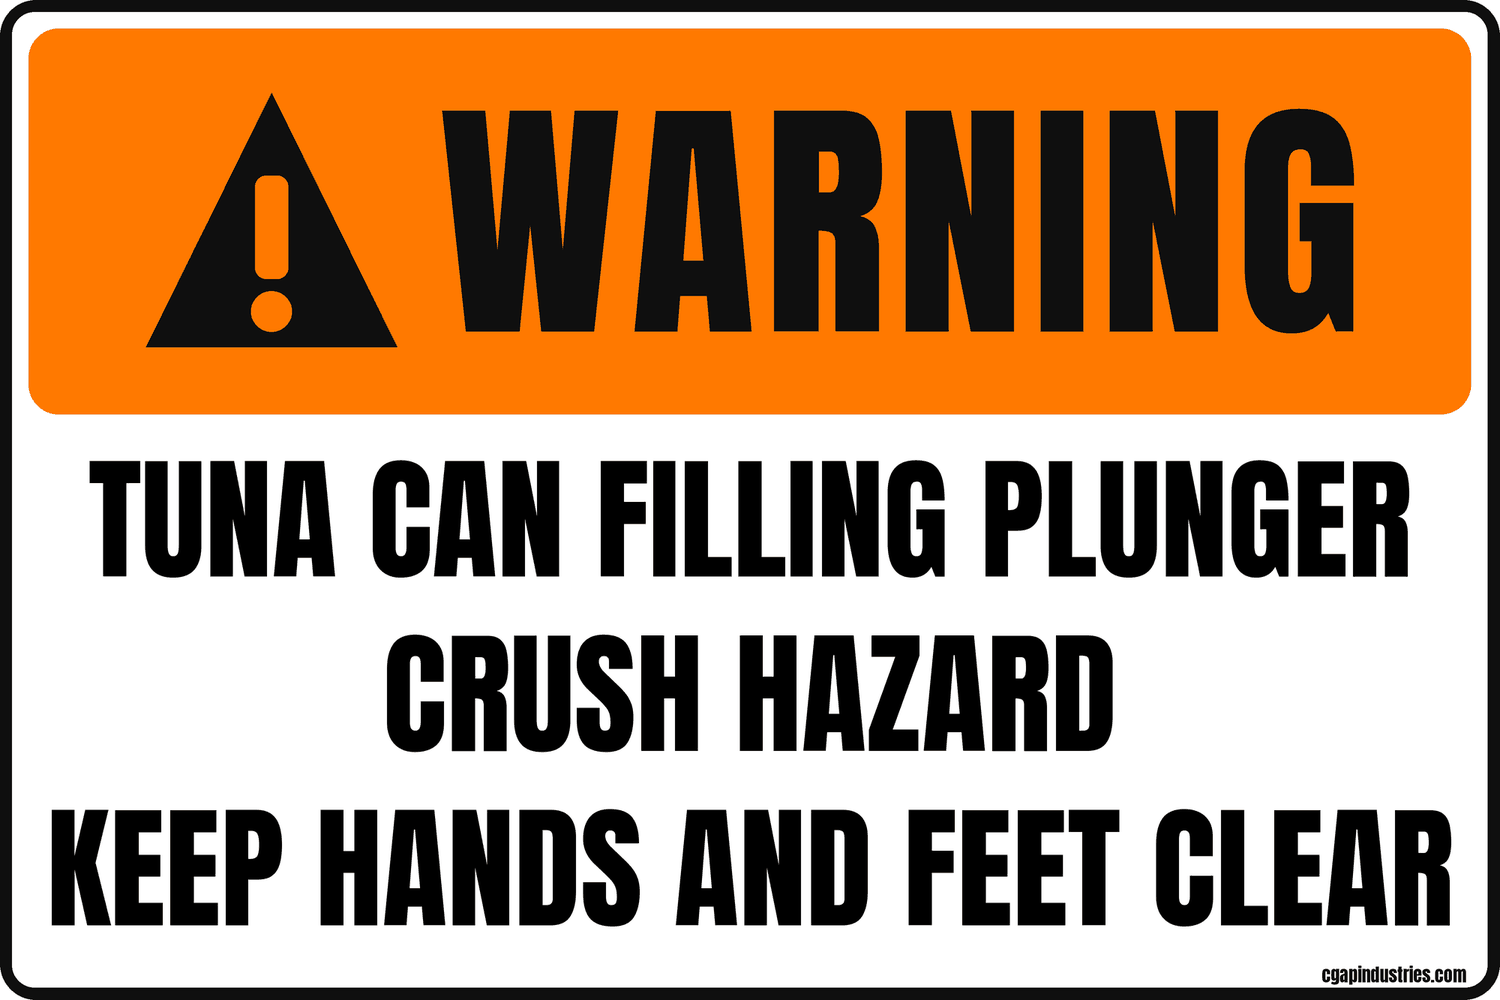 WARNING
TUNA CAN FILLING PLUNGER
CRUSH HAZARD
KEEP HANDS AND FEET CLEAR
cgapindustries.com